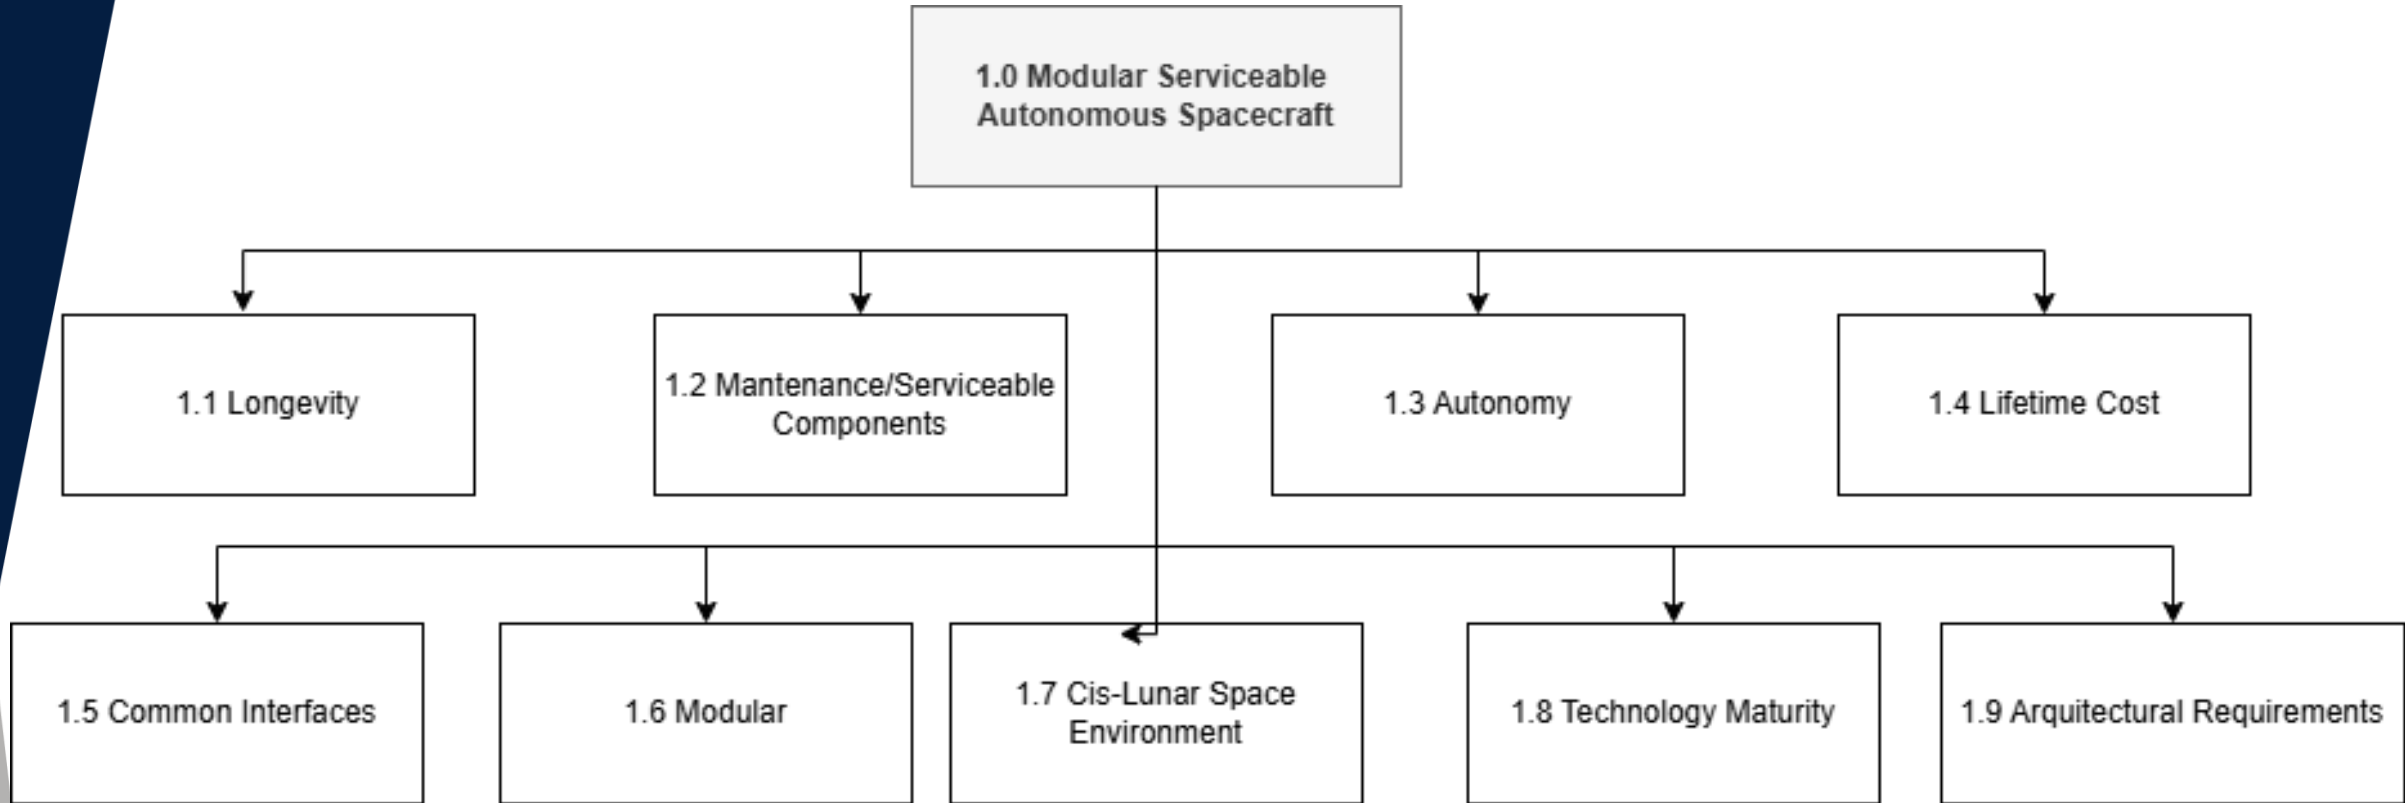 1.0 Modular Serviceable
Autonomous Spacecraft
1.1 Longevity
1.2 Mantenance/Serviceable
Components
1.3 Autonomy
1.4 Lifetime Cost
1.5 Common Interfaces
1.6 Modular
1.7 Cis-Lunar Space
Environment
1.8 Technology Maturity
1.9 Arquitectural Requirements